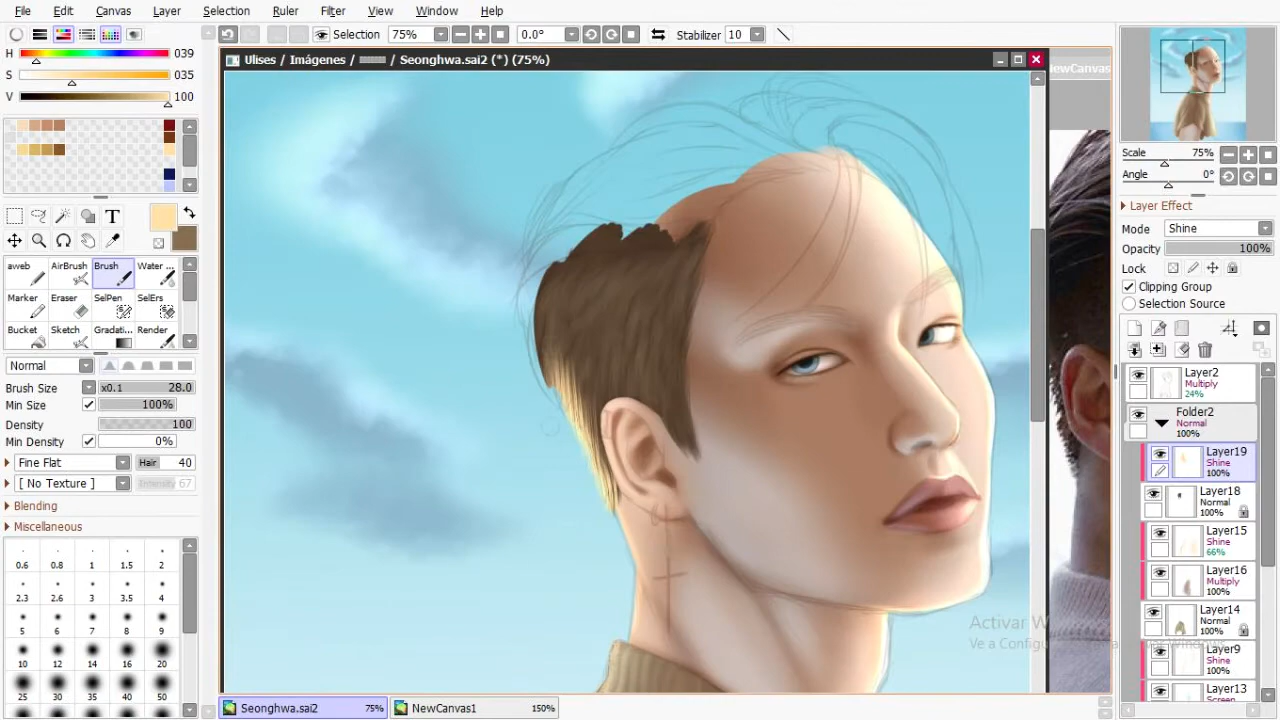 File Edit Canvas Layer Selection Ruler Filter View Window Help
Selection 75% 0.0° Stabilizer 10
H 039
S 035
V 100
T
aweb AirBrush Brush Water ...
Marker Eraser SelPen SelErs
Bucket Sketch Gradati... Render
Normal
Brush Size x0.1 28.0
Min Size 100%
Density 100
Min Density 0%
Fine Flat Hair 40
[ No Texture ] Intensity 67
Blending
Miscellaneous
0.6 0.8 1 1.5 2
2.3 2.6 3 3.5 4
5 6 7 8 9
10 12 14 16 20
25 30 35 40 50
Ulises / Imágenes / Seonghwa.sai2 (*) (75%)
NewCanvas
Activar W
Ve a Configu
Seonghwa.sai2 75%
NewCanvas1 150%
Scale 75%
Angle 0°
Layer Effect
Mode Shine
Opacity 100%
Lock
Clipping Group
Selection Source
Layer2
Multiply
24%
Folder2
Normal
100%
Layer19
Shine
100%
Layer18
Normal
100%
Layer15
Shine
66%
Layer16
Multiply
100%
Layer14
Normal
100%
Layer9
Shine
100%
Layer13
Screen